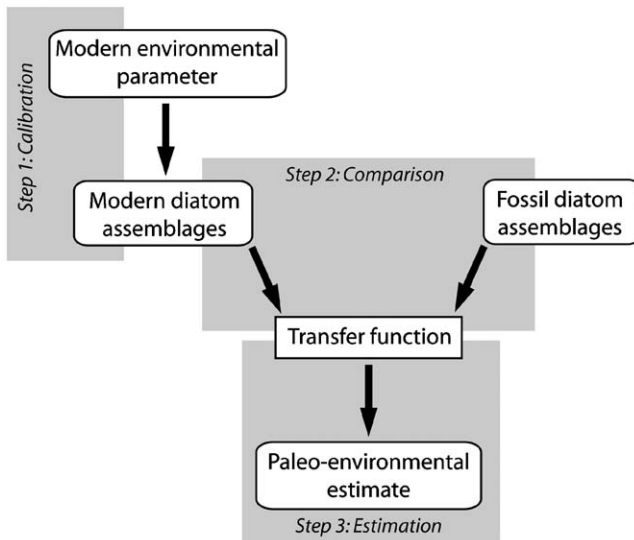 Modern environmental
parameter
Step 1: Calibration
Step 2: Comparison
Modern diatom
assemblages
Fossil diatom
assemblages
Transfer function
Paleo-environmental
estimate
Step 3: Estimation